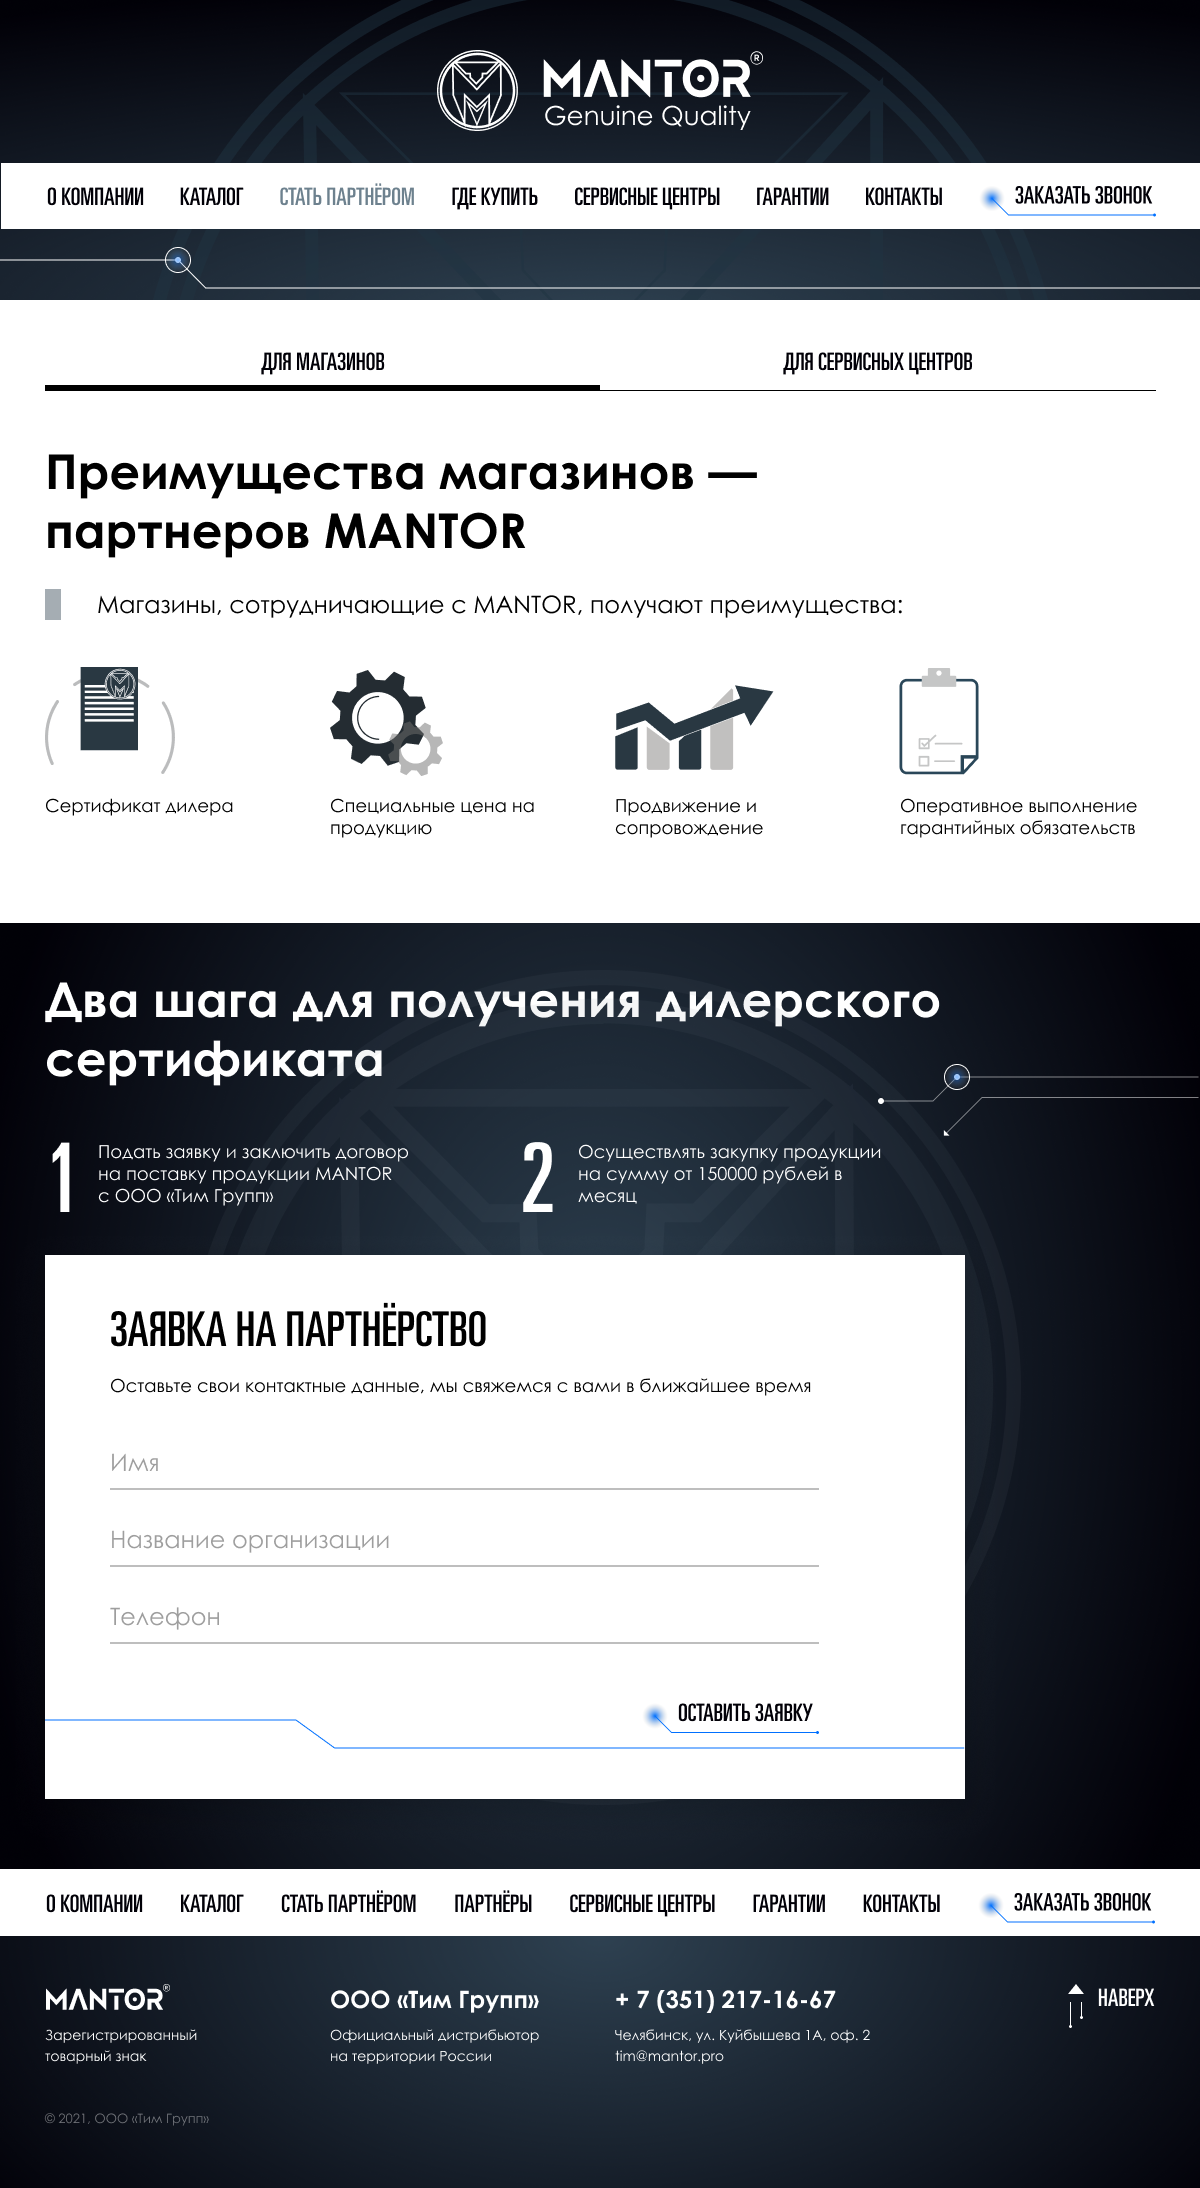 MANTOR®
Genuine Quality
О КОМПАНИИ КАТАЛОГ СТАТЬ ПАРТНЁРОМ ГДЕ КУПИТЬ СЕРВИСНЫЕ ЦЕНТРЫ ГАРАНТИИ КОНТАКТЫ ЗАКАЗАТЬ ЗВОНОК
ДЛЯ МАГАЗИНОВ ДЛЯ СЕРВИСНЫХ ЦЕНТРОВ
Преимущества магазинов —
партнеров MANTOR
Магазины, сотрудничающие с MANTOR, получают преимущества:
Сертификат дилера
Специальные цена на
продукцию
Продвижение и
сопровождение
Оперативное выполнение
гарантийных обязательств
Два шага для получения дилерского
сертификата
1
Подать заявку и заключить договор
на поставку продукции MANTOR
с ООО «Тим Групп»
2
Осуществлять закупку продукции
на сумму от 150000 рублей в
месяц
ЗАЯВКА НА ПАРТНЁРСТВО
Оставьте свои контактные данные, мы свяжемся с вами в ближайшее время
Имя
Название организации
Телефон
ОСТАВИТЬ ЗАЯВКУ
О КОМПАНИИ КАТАЛОГ СТАТЬ ПАРТНЁРОМ ПАРТНЁРЫ СЕРВИСНЫЕ ЦЕНТРЫ ГАРАНТИИ КОНТАКТЫ ЗАКАЗАТЬ ЗВОНОК
MANTOR®
Зарегистрированный
товарный знак
ООО «Тим Групп»
Официальный дистрибьютор
на территории России
+ 7 (351) 217-16-67
Челябинск, ул. Куйбышева 1А, оф. 2
tim@mantor.pro
НАВЕРХ
© 2021, ООО «Тим Групп»